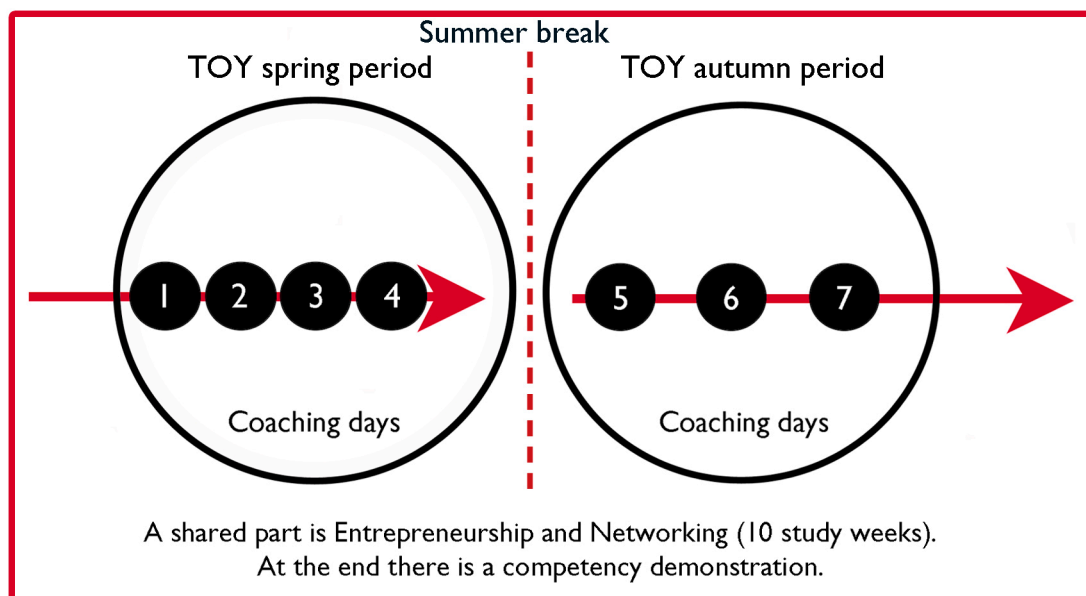 Summer break
TOY spring period
TOY autumn period
1 2 3 4
5 6 7
Coaching days
Coaching days
A shared part is Entrepreneurship and Networking (10 study weeks).
At the end there is a competency demonstration.